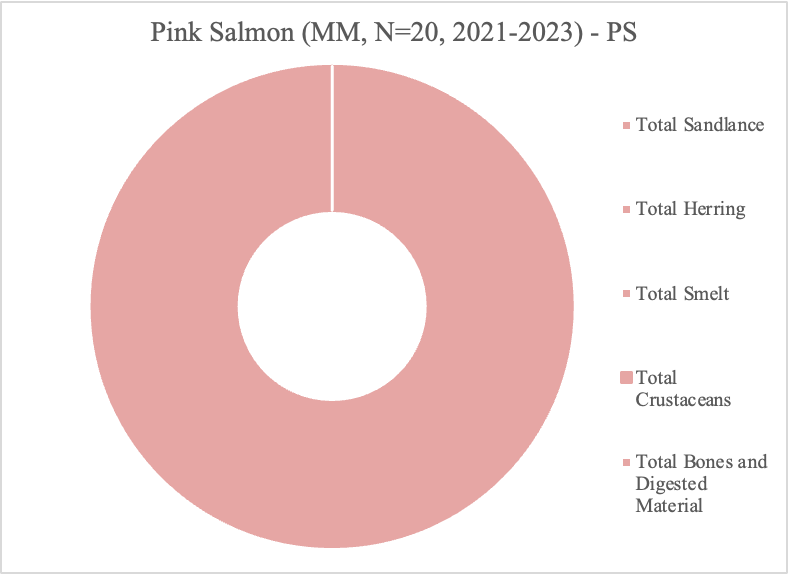 Pink Salmon (MM, N=20, 2021-2023) - PS
Total Sandlance
Total Herring
Total Smelt
Total
Crustaceans
Total Bones and
Digested
Material